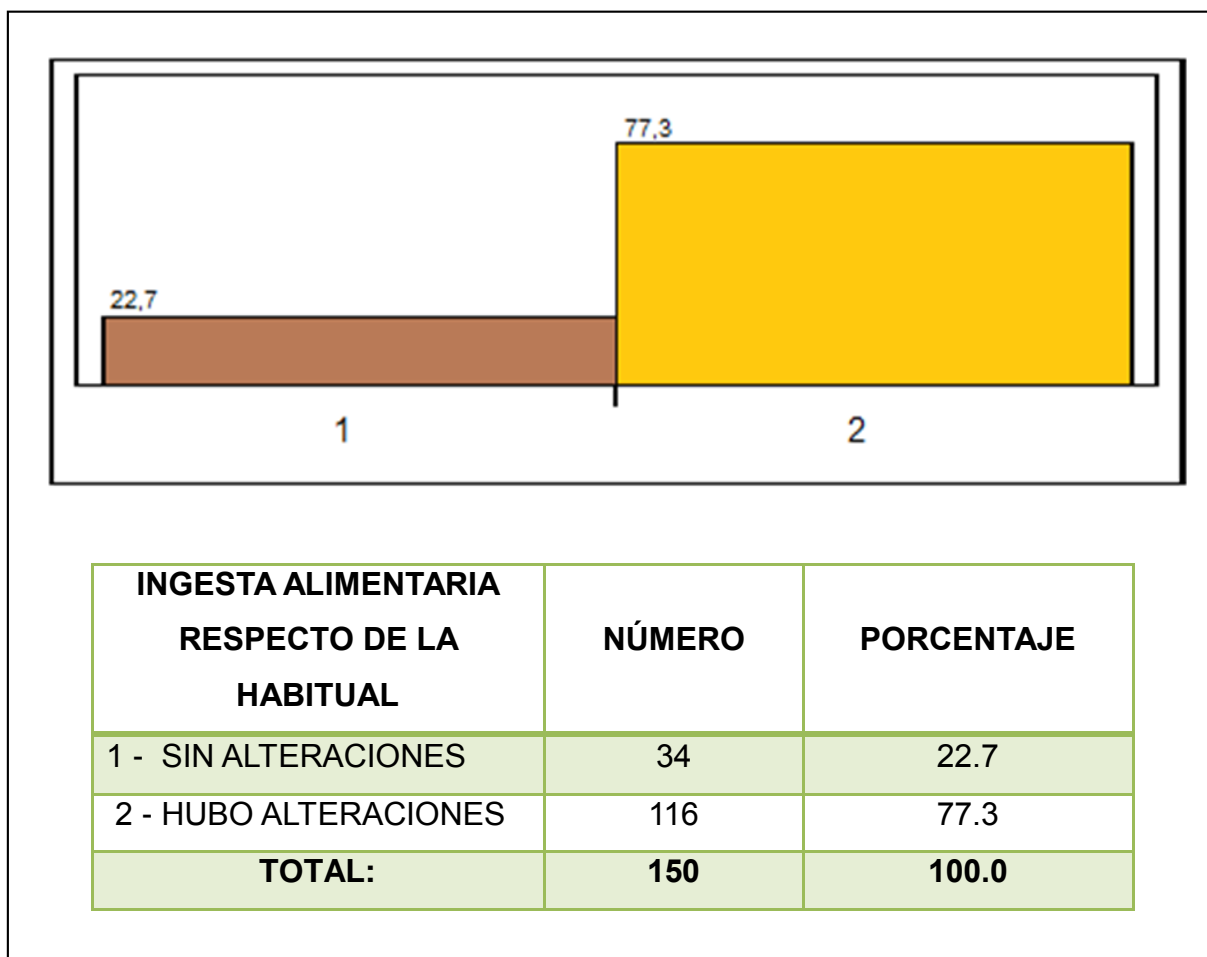 77,3
22,7
1 2
INGESTA ALIMENTARIA
RESPECTO DE LA
HABITUAL
NÚMERO PORCENTAJE
1 - SIN ALTERACIONES 34 22.7
2 - HUBO ALTERACIONES 116 77.3
TOTAL: 150 100.0